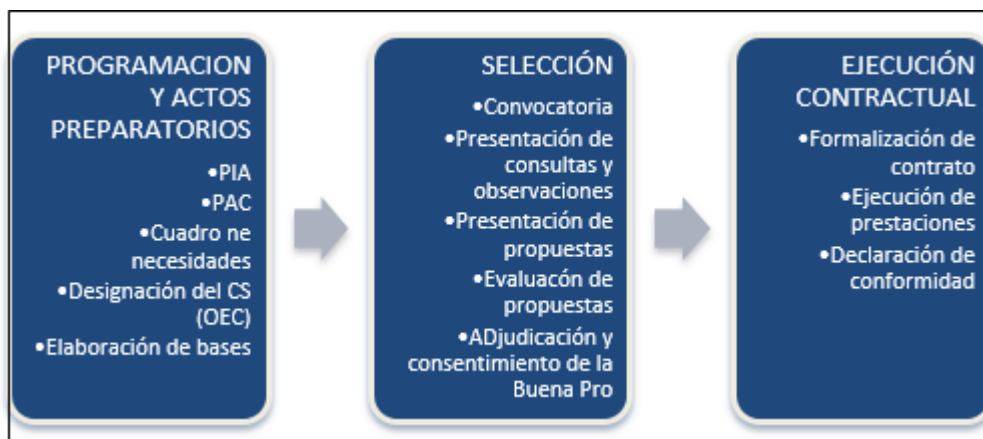 PROGRAMACION
Y ACTOS
PREPARATORIOS
•PIA
•PAC
•Cuadro ne
necesidades
•Designación del CS
(OEC)
•Elaboración de bases
SELECCIÓN
•Convocatoria
•Presentación de
consultas y
observaciones
•Presentación de
propuestas
•Evaluacón de
propuestas
•ADjudicación y
consentimiento de la
Buena Pro
EJECUCIÓN
CONTRACTUAL
•Formalización de
contrato
•Ejecución de
prestaciones
•Declaración de
conformidad